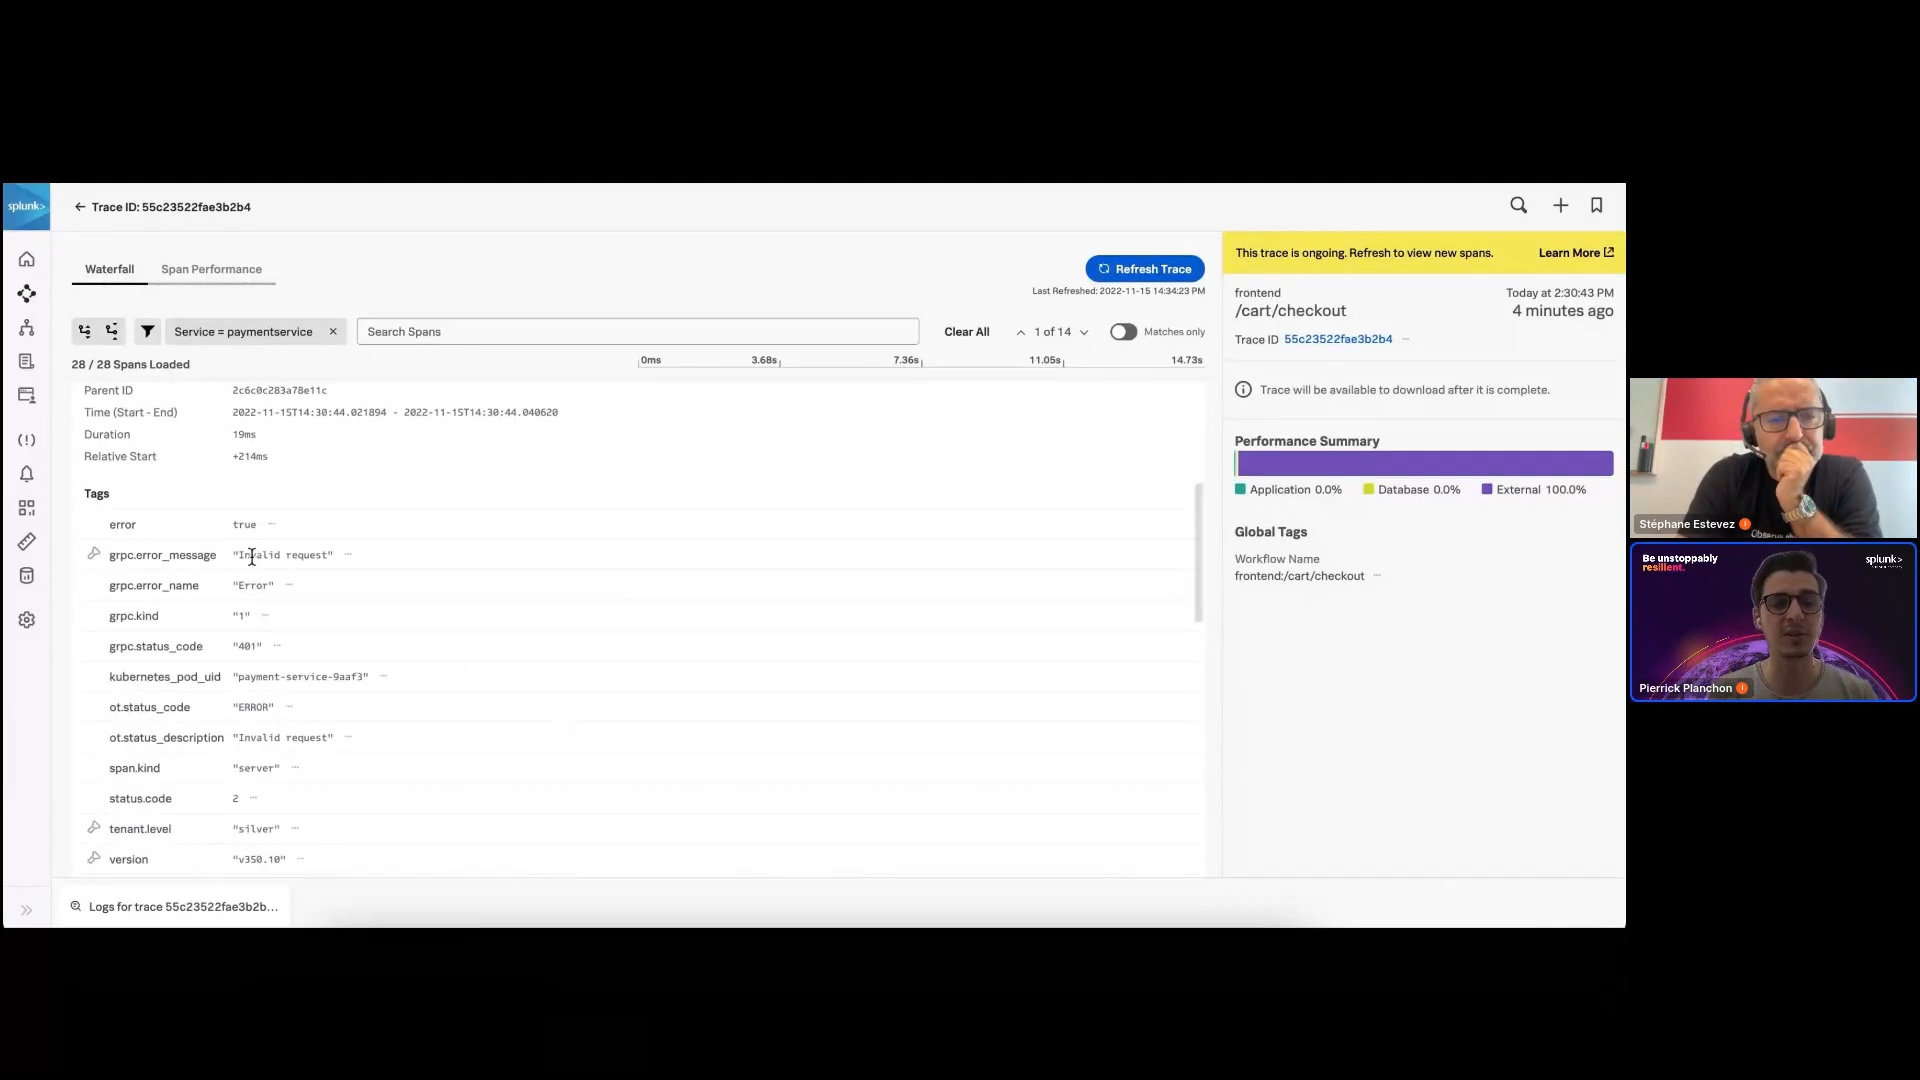 splunk>
Trace ID: 55c23522fae3b2b4
Waterfall
Span Performance
Refresh Trace
Last Refreshed: 2022-11-15 14:34:23 PM
Service = paymentservice
Search Spans
Clear All
1 of 14
Matches only
28 / 28 Spans Loaded
0ms 3.68s 7.36s 11.05s 14.73s
Parent ID 2c6c0c283a78e11c
Time (Start - End) 2022-11-15T14:30:44.021894 - 2022-11-15T14:30:44.040620
Duration 19ms
Relative Start +214ms
Tags
error true
grpc.error_message "Invalid request"
grpc.error_name "Error"
grpc.kind "1"
grpc.status_code "401"
kubernetes_pod_uid "payment-service-9aaf3"
ot.status_code "ERROR"
ot.status_description "Invalid request"
span.kind "server"
status.code 2
tenant.level "silver"
version "v350.10"
Logs for trace 55c23522fae3b2b...
This trace is ongoing. Refresh to view new spans. Learn More
frontend Today at 2:30:43 PM
/cart/checkout 4 minutes ago
Trace ID 55c23522fae3b2b4
Trace will be available to download after it is complete.
Performance Summary
Application 0.0% Database 0.0% External 100.0%
Global Tags
Workflow Name
frontend:/cart/checkout
Stéphane Estevez
Be unstoppably
resilient.
splunk>
Pierrick Planchon